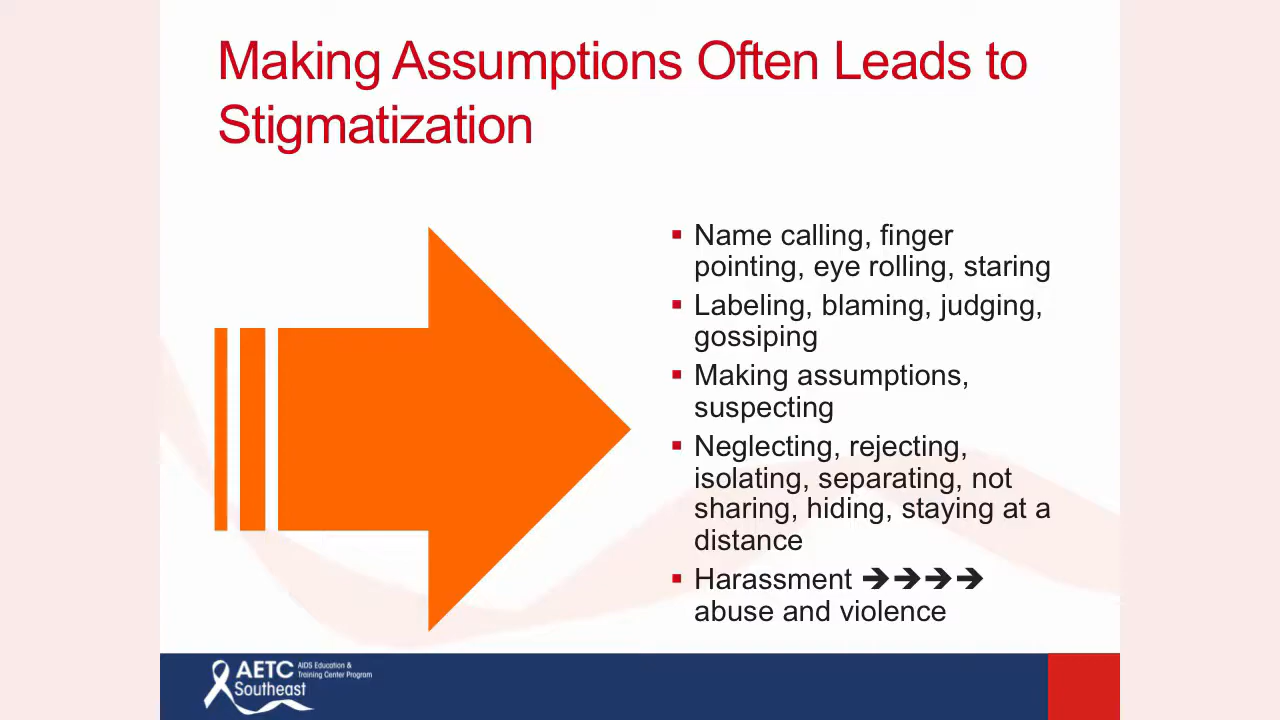 Making Assumptions Often Leads to
Stigmatization
▪ Name calling, finger
pointing, eye rolling, staring
▪ Labeling, blaming, judging,
gossiping
▪ Making assumptions,
suspecting
▪ Neglecting, rejecting,
isolating, separating, not
sharing, hiding, staying at a
distance
▪ Harassment ➔➔➔➔
abuse and violence
AETC AIDS Education &
Training Center Program
Southeast